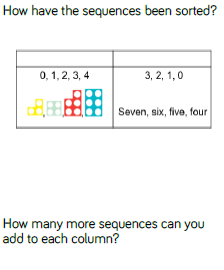 How have the sequences been sorted?
0, 1, 2, 3, 4
3, 2, 1, 0
Seven, six, five, four
How many more sequences can you
add to each column?